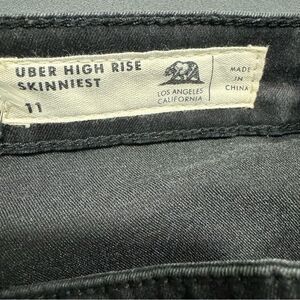 UBER HIGH RISE
SKINNIEST
11
LOS ANGELES
CALIFORNIA
MADE
IN
CHINA